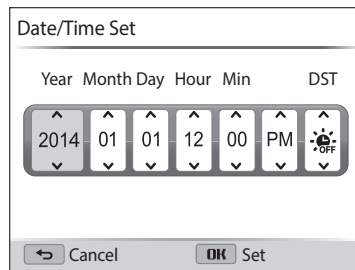 Date/Time Set
Year Month Day Hour Min DST
2014 01 01 12 00 PM OFF
Cancel OK Set